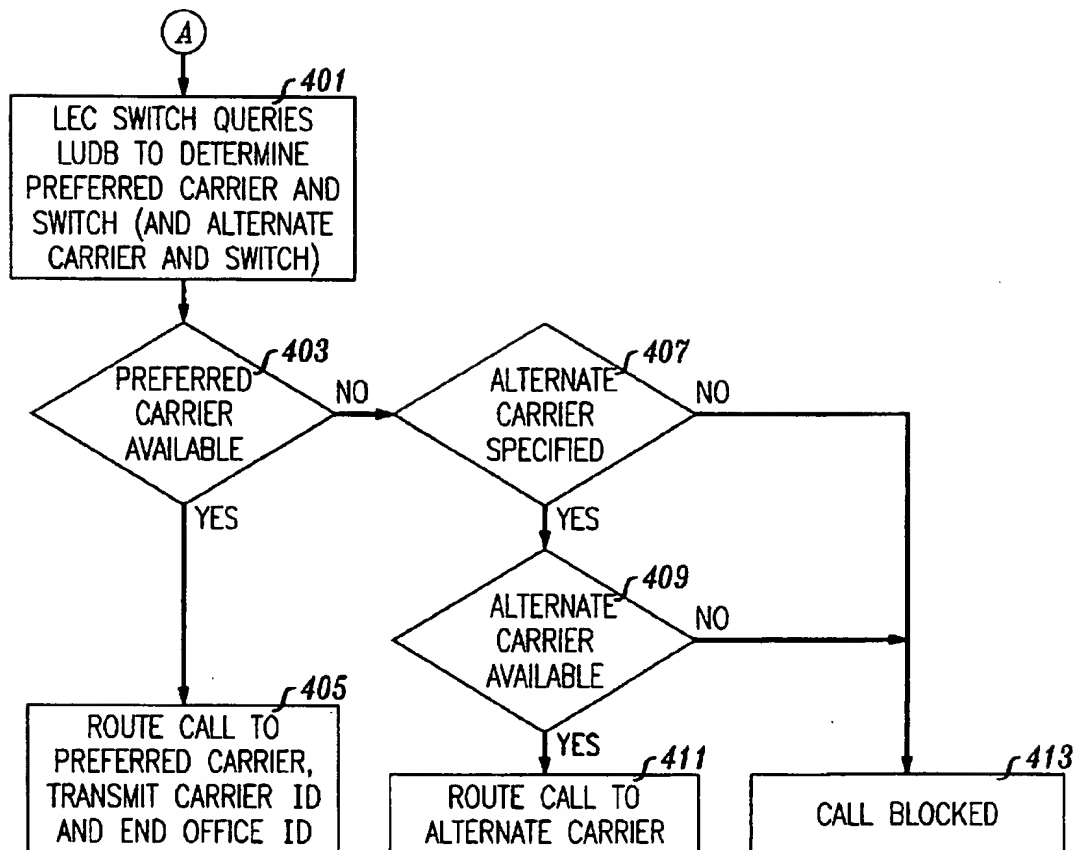 A
401
LEC SWITCH QUERIES
LUDB TO DETERMINE
PREFERRED CARRIER AND
SWITCH (AND ALTERNATE
CARRIER AND SWITCH)
403
PREFERRED
CARRIER
AVAILABLE
NO
YES
407
ALTERNATE
CARRIER
SPECIFIED
NO
YES
409
ALTERNATE
CARRIER
AVAILABLE
NO
YES
405
ROUTE CALL TO
PREFERRED CARRIER,
TRANSMIT CARRIER ID
AND END OFFICE ID
411
ROUTE CALL TO
ALTERNATE CARRIER
413
CALL BLOCKED